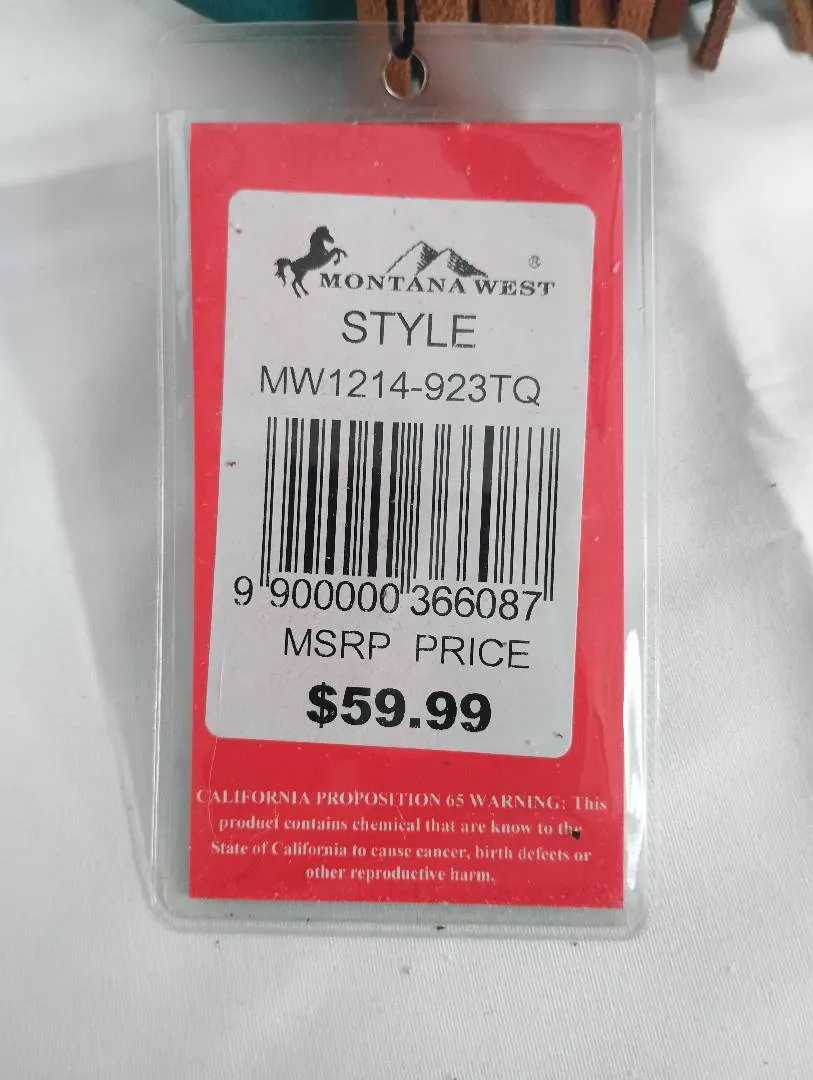 MONTANA WEST ®
STYLE
MW1214-923TQ
9 900000 366087
MSRP PRICE
$59.99
CALIFORNIA PROPOSITION 65 WARNING: This
product contains chemical that are know to the
State of California to cause cancer, birth defects or
other reproductive harm.